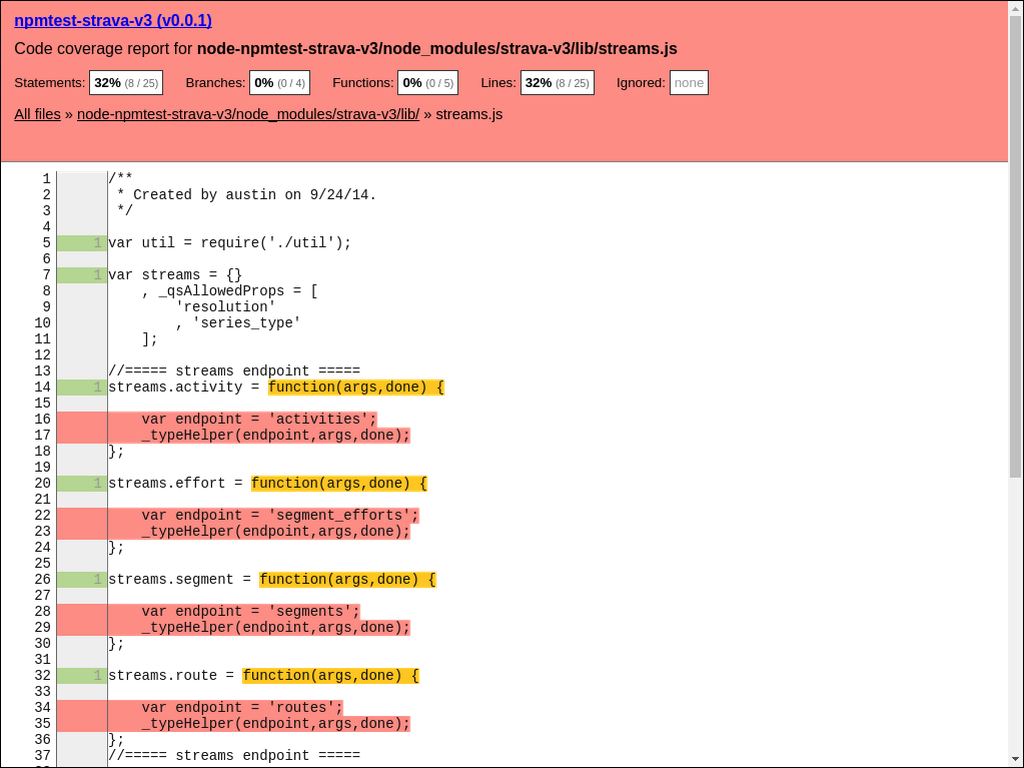 npmtest-strava-v3 (v0.0.1)
Code coverage report for node-npmtest-strava-v3/node_modules/strava-v3/lib/streams.js
Statements: 32% (8 / 25) Branches: 0% (0 / 4) Functions: 0% (0 / 5) Lines: 32% (8 / 25) Ignored: none
All files » node-npmtest-strava-v3/node_modules/strava-v3/lib/ » streams.js
1 /**
2  * Created by austin on 9/24/14.
3  */
4
5 1 var util = require('./util');
6
7 1 var streams = {}
8     , _qsAllowedProps = [
9         'resolution'
10         , 'series_type'
11     ];
12
13 //===== streams endpoint =====
14 1 streams.activity = function(args,done) {
15
16     var endpoint = 'activities';
17     _typeHelper(endpoint,args,done);
18 };
19
20 1 streams.effort = function(args,done) {
21
22     var endpoint = 'segment_efforts';
23     _typeHelper(endpoint,args,done);
24 };
25
26 1 streams.segment = function(args,done) {
27
28     var endpoint = 'segments';
29     _typeHelper(endpoint,args,done);
30 };
31
32 1 streams.route = function(args,done) {
33
34     var endpoint = 'routes';
35     _typeHelper(endpoint,args,done);
36 };
37 //===== streams endpoint =====